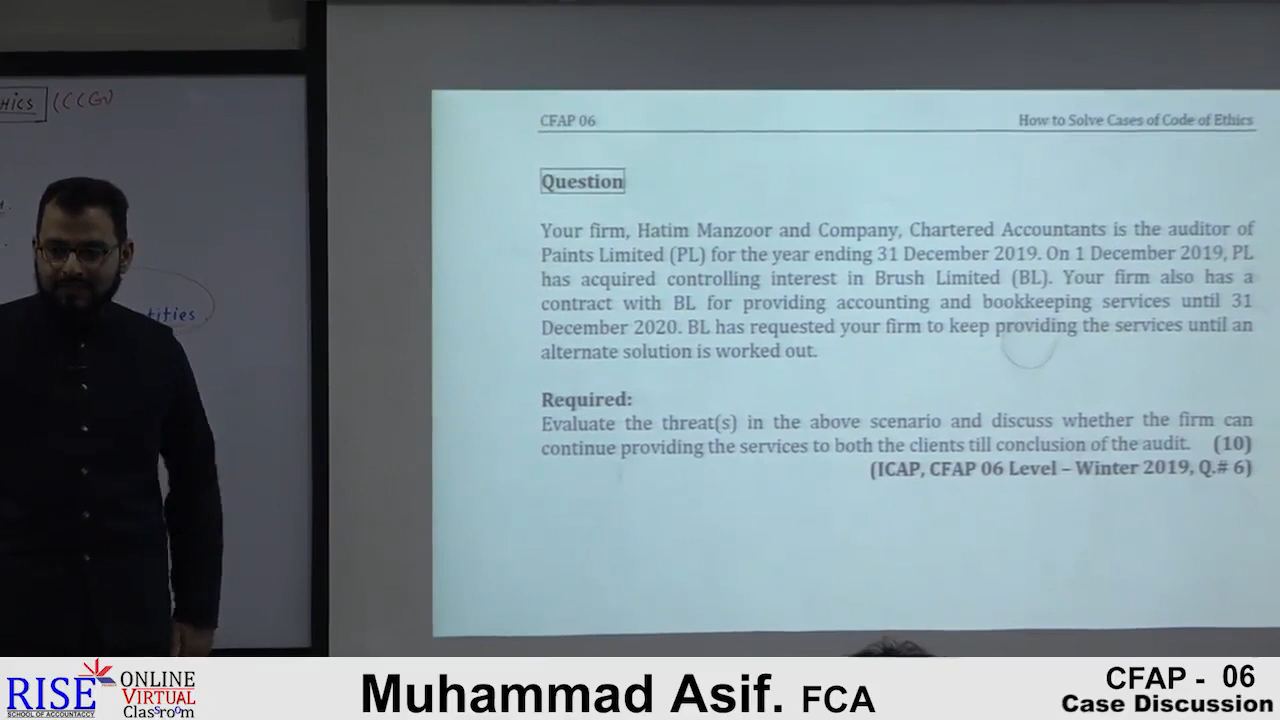 HICS (CCG)
tities
CFAP 06 How to Solve Cases of Code of Ethics
Question
Your firm, Hatim Manzoor and Company, Chartered Accountants is the auditor of
Paints Limited (PL) for the year ending 31 December 2019. On 1 December 2019, PL
has acquired controlling interest in Brush Limited (BL). Your firm also has a
contract with BL for providing accounting and bookkeeping services until 31
December 2020. BL has requested your firm to keep providing the services until an
alternate solution is worked out.
Required:
Evaluate the threat(s) in the above scenario and discuss whether the firm can
continue providing the services to both the clients till conclusion of the audit. (10)
(ICAP, CFAP 06 Level – Winter 2019, Q.# 6)
RISE
SCHOOL OF ACCOUNTACY
ONLINE
VIRTUAL
Classroom
Muhammad Asif. FCA
CFAP - 06
Case Discussion